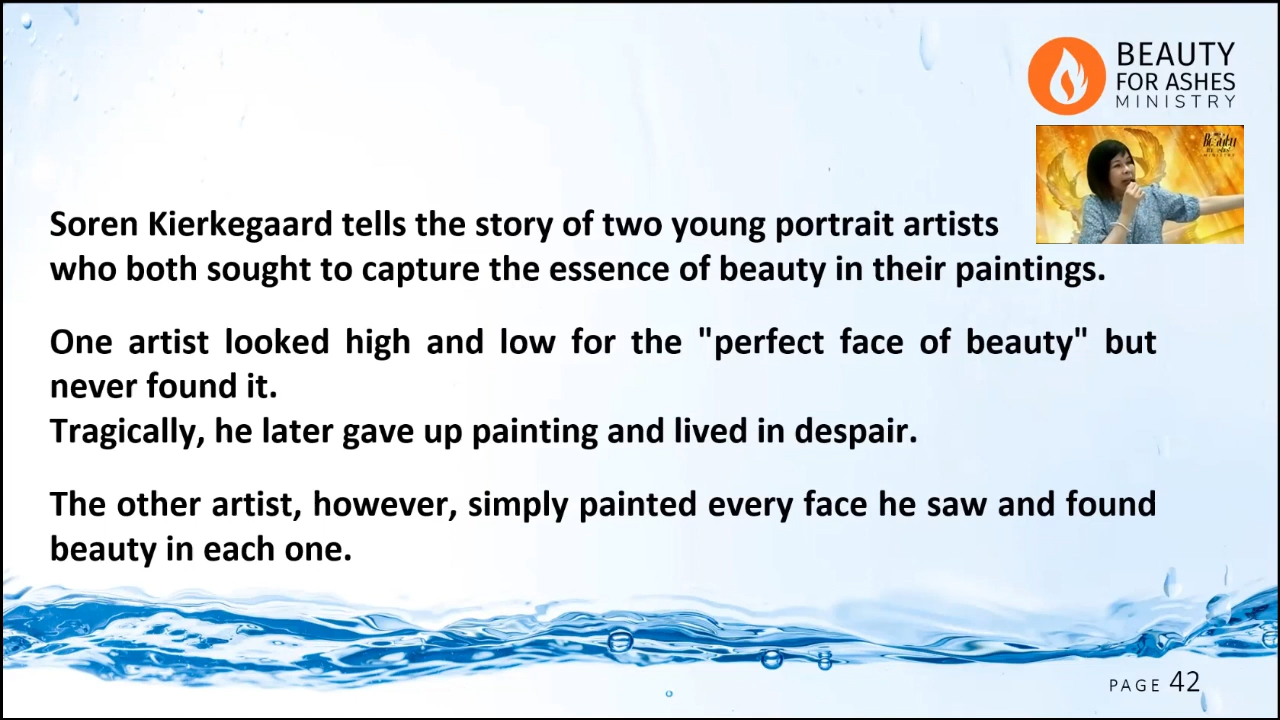 BEAUTY
FOR ASHES
MINISTRY
Beauty
MINISTRY
Soren Kierkegaard tells the story of two young portrait artists
who both sought to capture the essence of beauty in their paintings.
One artist looked high and low for the "perfect face of beauty" but
never found it.
Tragically, he later gave up painting and lived in despair.
The other artist, however, simply painted every face he saw and found
beauty in each one.
PAGE 42